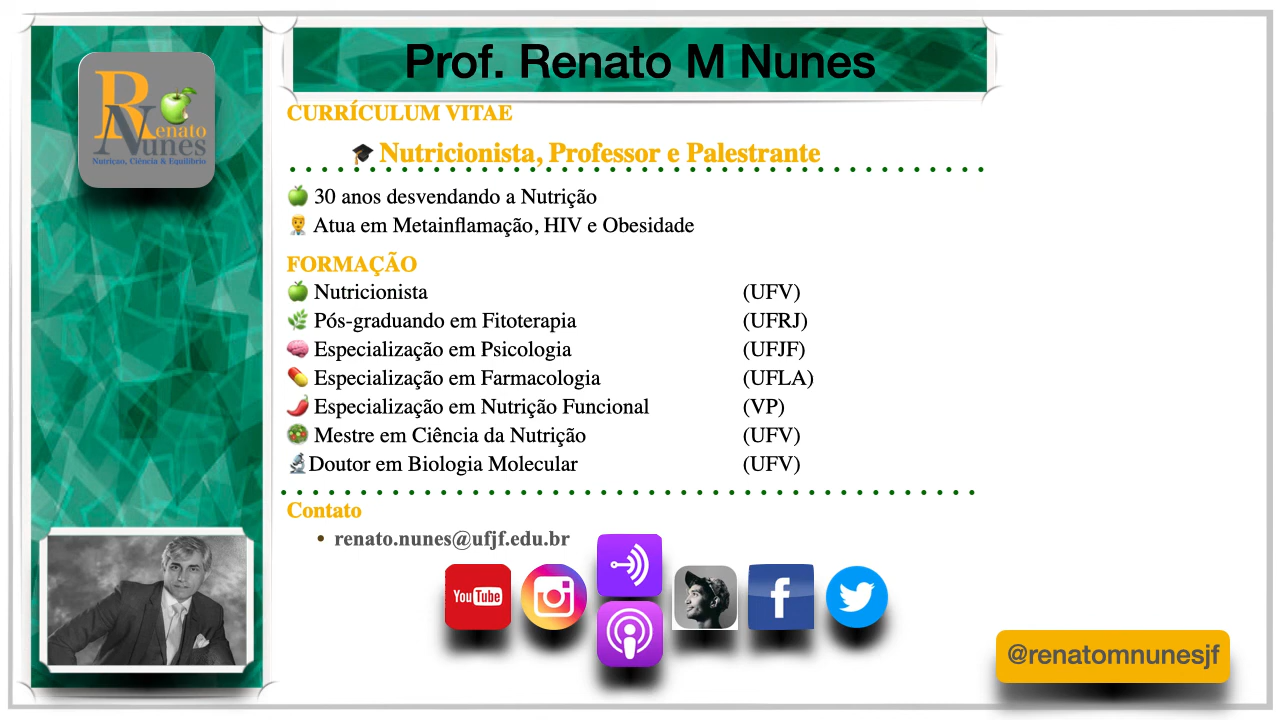 Prof. Renato M Nunes
Renato
Nunes
Nutrição, Ciência & Equilíbrio
CURRÍCULUM VITAE
Nutricionista, Professor e Palestrante
30 anos desvendando a Nutrição
Atua em Metainflamação, HIV e Obesidade
FORMAÇÃO
Nutricionista (UFV)
Pós-graduando em Fitoterapia (UFRJ)
Especialização em Psicologia (UFJF)
Especialização em Farmacologia (UFLA)
Especialização em Nutrição Funcional (VP)
Mestre em Ciência da Nutrição (UFV)
Doutor em Biologia Molecular (UFV)
Contato
• renato.nunes@ufjf.edu.br
YouTube
f
@renatomnunesjf